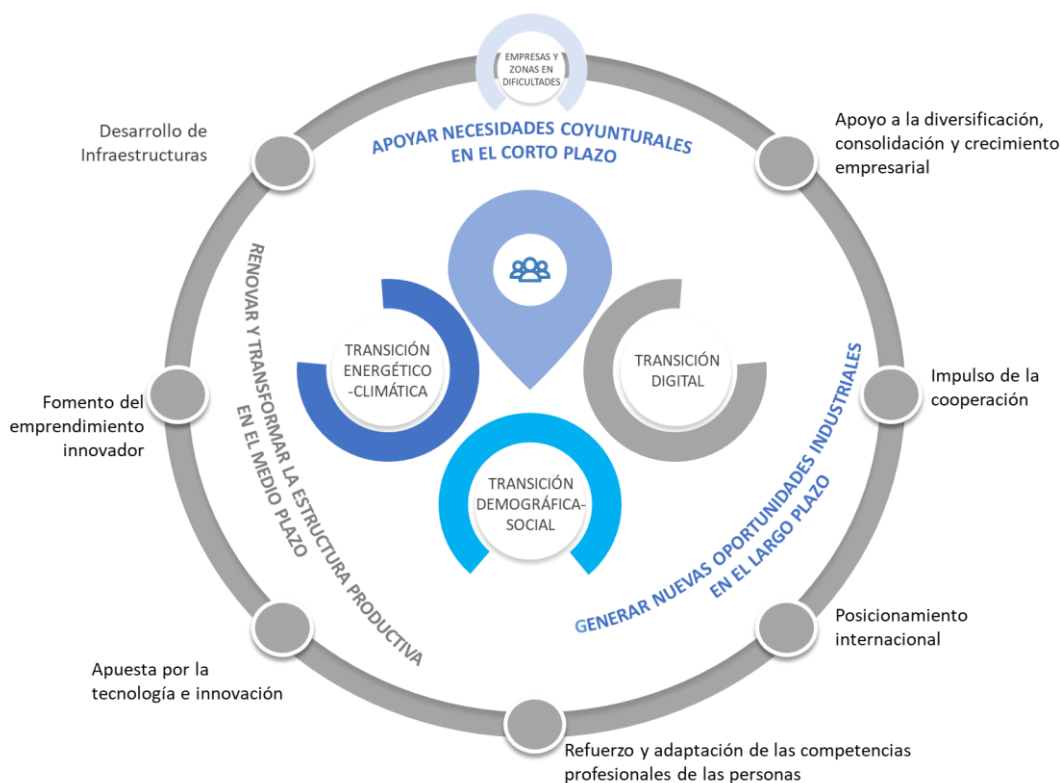 EMPRESAS Y
ZONAS EN
DIFICULTADES
APOYAR NECESIDADES COYUNTURALES
EN EL CORTO PLAZO
Desarrollo de
Infraestructuras
Apoyo a la diversificación,
consolidación y crecimiento
empresarial
RENOVAR Y TRANSFORMAR LA ESTRUCTURA PRODUCTIVA
EN EL MEDIO PLAZO
TRANSICIÓN
ENERGÉTICO
-CLIMÁTICA
TRANSICIÓN
DIGITAL
TRANSICIÓN
DEMOGRÁFICA-
SOCIAL
GENERAR NUEVAS OPORTUNIDADES INDUSTRIALES
EN EL LARGO PLAZO
Fomento del
emprendimiento
innovador
Impulso de la
cooperación
Apuesta por la
tecnología e innovación
Posicionamiento
internacional
Refuerzo y adaptación de las competencias
profesionales de las personas